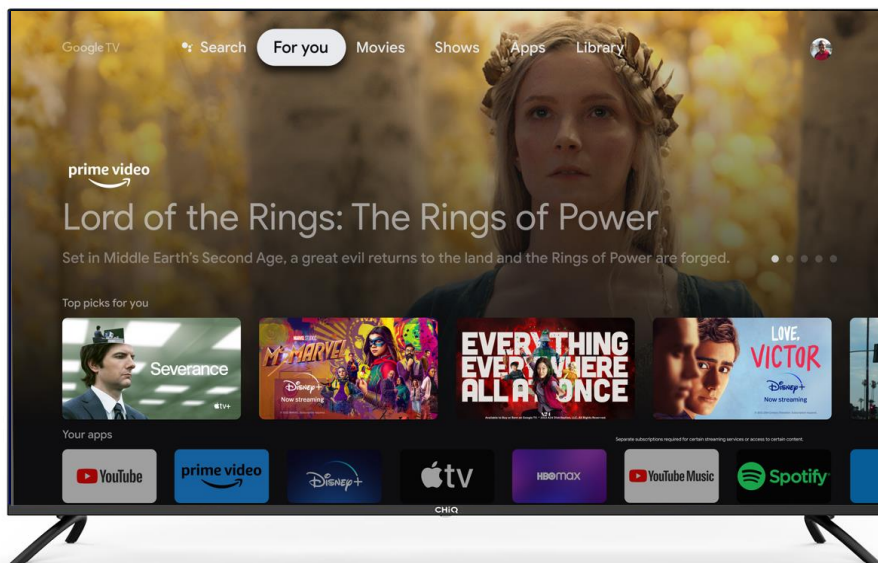 Google TV
Search
For you
Movies
Shows
Apps
Library
prime video
Lord of the Rings: The Rings of Power
Set in Middle Earth's Second Age, a great evil returns to the land and the Rings of Power are forged.
Top picks for you
Severance
tv+
MARVEL STUDIOS
MS. MARVEL
Disney+
Now streaming
EVERYTHING
EVERYWHERE
ALL AT ONCE
LOVE,
VICTOR
Disney+
Now streaming
Your apps
Separate subscriptions required for certain streaming services or access to certain content.
YouTube
prime video
Disney+
tv
HBOmax
YouTube Music
Spotify
CHiQ